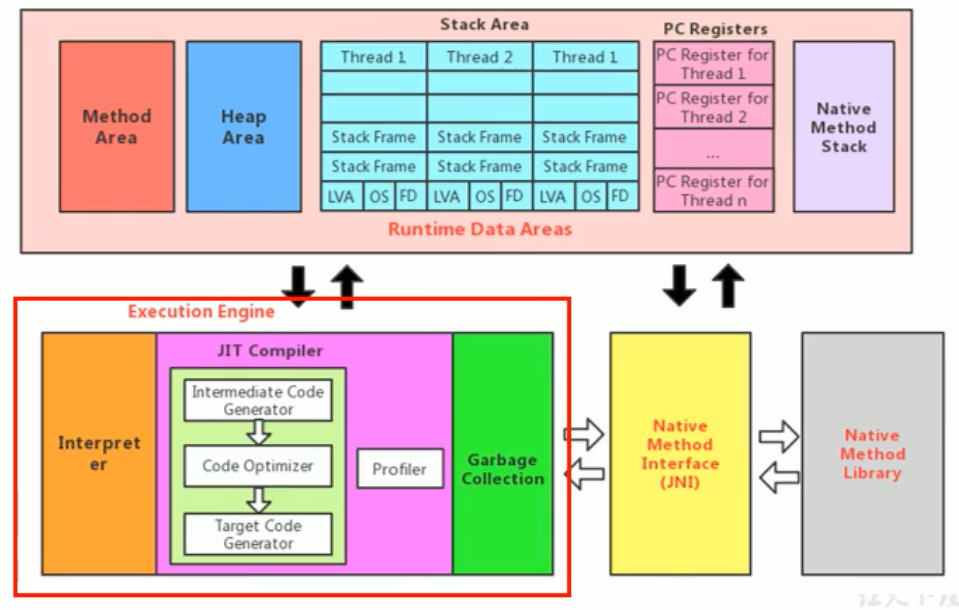 Stack Area
PC Registers
Method
Area
Heap
Area
Thread 1
Thread 2
Thread 1
Stack Frame
Stack Frame
Stack Frame
Stack Frame
Stack Frame
Stack Frame
LVA
OS
FD
LVA
OS
FD
LVA
OS
FD
PC Register for
Thread 1
PC Register for
Thread 2
...
PC Register for
Thread n
Native
Method
Stack
Runtime Data Areas
Execution Engine
Interpret
er
JIT Compiler
Intermediate Code
Generator
Code Optimizer
Target Code
Generator
Profiler
Garbage
Collection
Native
Method
Interface
(JNI)
Native
Method
Library